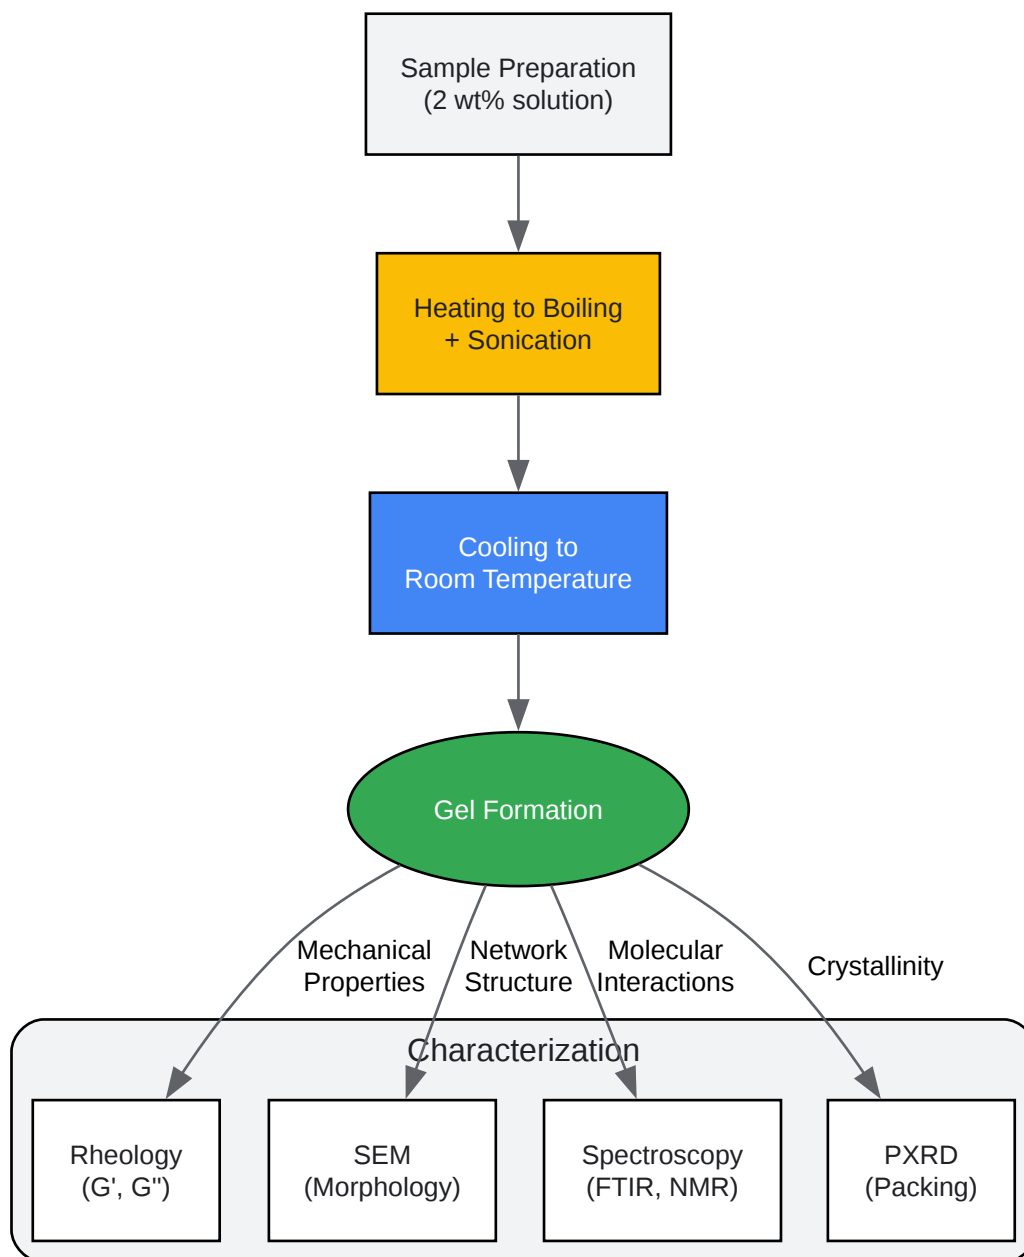 Sample Preparation
(2 wt% solution)
Heating to Boiling
+ Sonication
Cooling to
Room Temperature
Gel Formation
Mechanical
Properties
Network
Structure
Molecular
Interactions
Crystallinity
Characterization
Rheology
(G', G")
SEM
(Morphology)
Spectroscopy
(FTIR, NMR)
PXRD
(Packing)